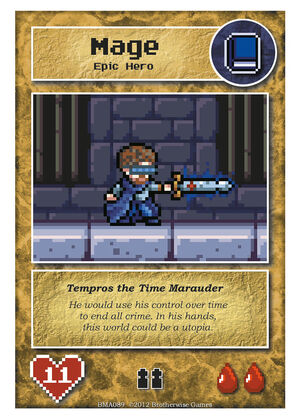 Mage
Epic Hero
Tempros the Time Marauder
He would use his control over time
to end all crime. In his hands,
this world could be a utopia.
11
BMA089 ©2012 Brotherwise Games